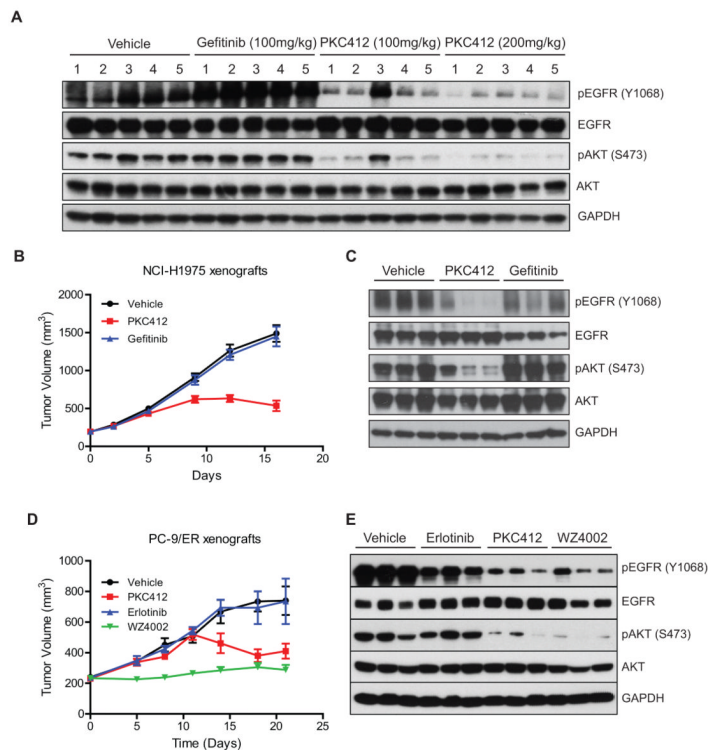 A
Vehicle Gefitinib (100mg/kg) PKC412 (100mg/kg) PKC412 (200mg/kg)
1 2 3 4 5 1 2 3 4 5 1 2 3 4 5 1 2 3 4 5
pEGFR (Y1068)
EGFR
pAKT (S473)
AKT
GAPDH
B
NCI-H1975 xenografts
Tumor Volume (mm³)
2000
1500
1000
500
0
Vehicle
PKC412
Gefitinib
0 5 10 15 20
Days
C
Vehicle PKC412 Gefitinib
pEGFR (Y1068)
EGFR
pAKT (S473)
AKT
GAPDH
D
PC-9/ER xenografts
Tumor Volume (mm³)
800
600
400
200
0
Vehicle
PKC412
Erlotinib
WZ4002
0 5 10 15 20 25
Time (Days)
E
Vehicle Erlotinib PKC412 WZ4002
pEGFR (Y1068)
EGFR
pAKT (S473)
AKT
GAPDH